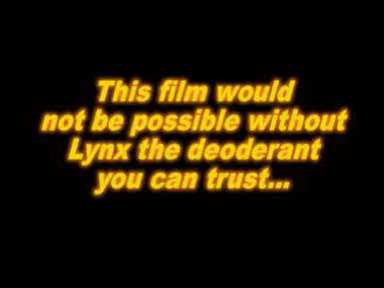 This film would
not be possible without
Lynx the deoderant
you can trust...